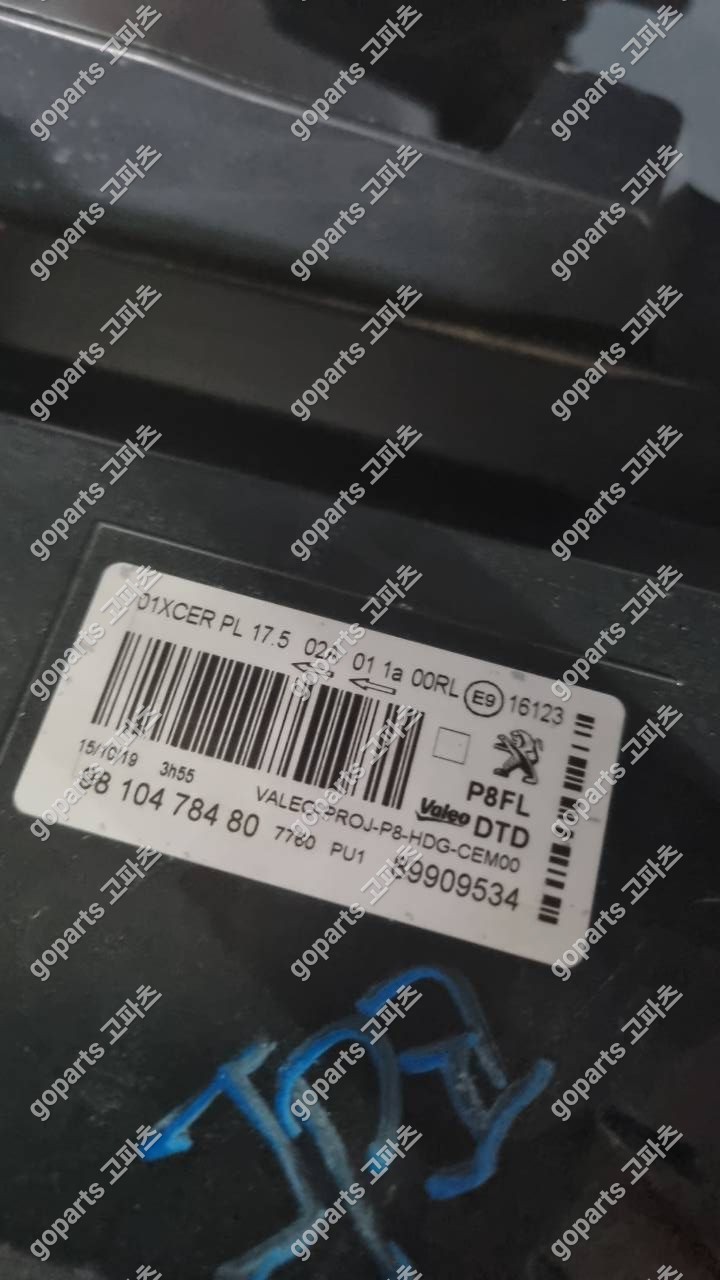 01XCER PL 17.5 02A 01 1a 00RL E9 16123
15/10/19 3h55
P8FL
Valeo DTD
VALEO-PROJ-P8-HDG-CEM00
98 104 784 80 7760 PU1 89909534
goparts 고파츠